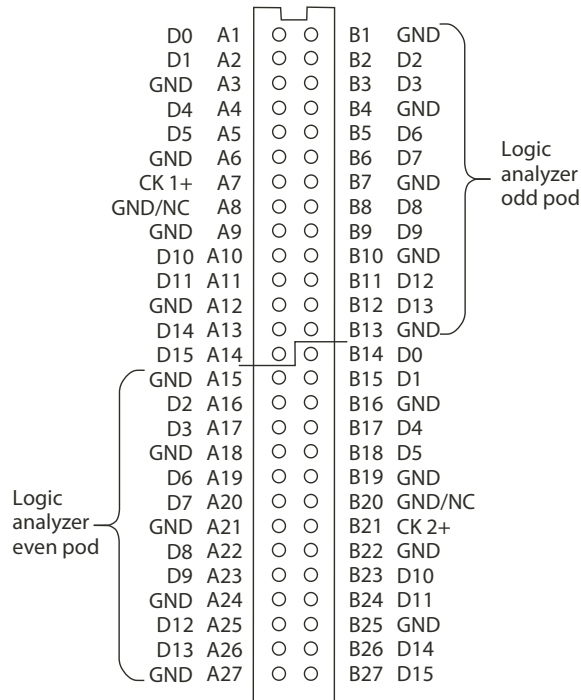 D0 A1 B1 GND
D1 A2 B2 D2
GND A3 B3 D3
D4 A4 B4 GND
D5 A5 B5 D6
GND A6 B6 D7
CK 1+ A7 B7 GND
GND/NC A8 B8 D8
GND A9 B9 D9
D10 A10 B10 GND
D11 A11 B11 D12
GND A12 B12 D13
D14 A13 B13 GND
D15 A14 B14 D0
GND A15 B15 D1
D2 A16 B16 GND
D3 A17 B17 D4
GND A18 B18 D5
D6 A19 B19 GND
D7 A20 B20 GND/NC
GND A21 B21 CK 2+
D8 A22 B22 GND
D9 A23 B23 D10
GND A24 B24 D11
D12 A25 B25 GND
D13 A26 B26 D14
GND A27 B27 D15
Logic
analyzer
odd pod
Logic
analyzer
even pod